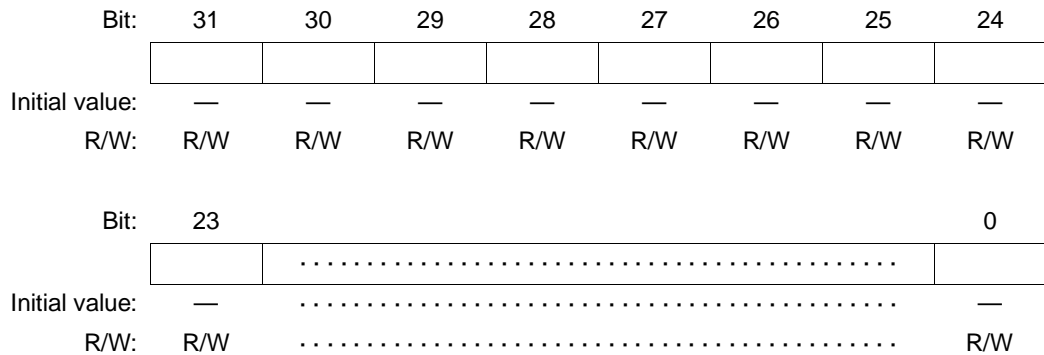 Bit: 31 30 29 28 27 26 25 24
Initial value: — — — — — — — —
R/W: R/W R/W R/W R/W R/W R/W R/W R/W
Bit: 23 0
. . . . . . . . . . . . . . . . . . . . . . . . . . . . . . . . . . . . . . . . . . . . .
Initial value: — . . . . . . . . . . . . . . . . . . . . . . . . . . . . . . . . . . . . . . . . . . . . . —
R/W: R/W . . . . . . . . . . . . . . . . . . . . . . . . . . . . . . . . . . . . . . . . . . . . . R/W